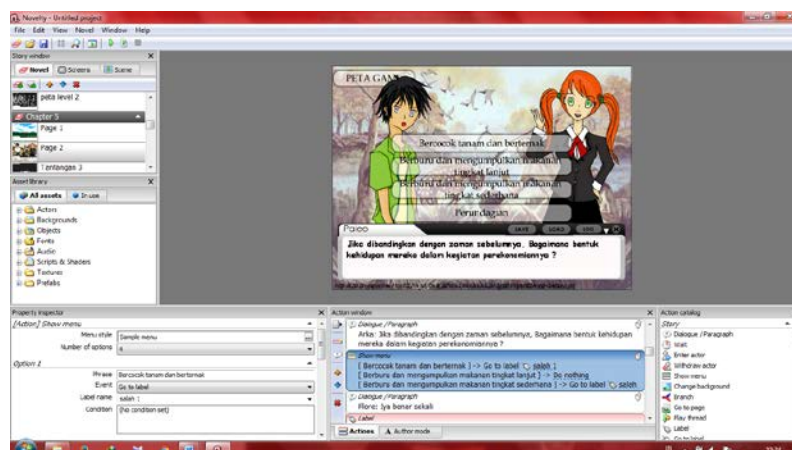 Novelty - Untitled project
File Edit View Novel Window Help
Story window
Novel Screens Scene
peta level 2
Chapter 5
Page 1
Page 2
Tantangan 3
Asset library
All assets In use
Actors
Backgrounds
Objects
Fonts
Audio
Scripts & Shaders
Textures
Prefabs
PETA GAM
Bercocok tanam dan berternak
Berburu dan mengumpulkan makanan
tingkat lanjut
Berburu dan mengumpulkan makanan
tingkat sederhana
Perundagian
SAVE LOAD LOG
Jika dibandingkan dengan zaman sebelumnya, Bagaimana bentuk
kehidupan mereka dalam kegiatan perekonomiannya ?
Property inspector
[Action] Show menu
Menu style Sample menu
Number of options 4
Option 1
Phrase Bercocok tanam dan berternak
Event Go to label
Label name salah 1
Condition (No condition set)
Action window
Dialogue /Paragraph
Arka: Jika dibandingkan dengan zaman sebelumnya, Bagaimana bentuk kehidupan
mereka dalam kegiatan perekonomiannya ?
Show menu
[ Bercocok tanam dan berternak ] -> Go to label salah 1
[ Berburu dan mengumpulkan makanan tingkat lanjut ] -> Do nothing
[ Berburu dan mengumpulkan makanan tingkat sederhana ] -> Go to label salah
Dialogue /Paragraph
Flore: Iya benar sekali
Label
Actions Author mode
Action catalog
Story
Dialogue /Paragraph
Wait
Enter actor
Withdraw actor
Show menu
Change background
Branch
Go to page
Play thread
Label
Go to label